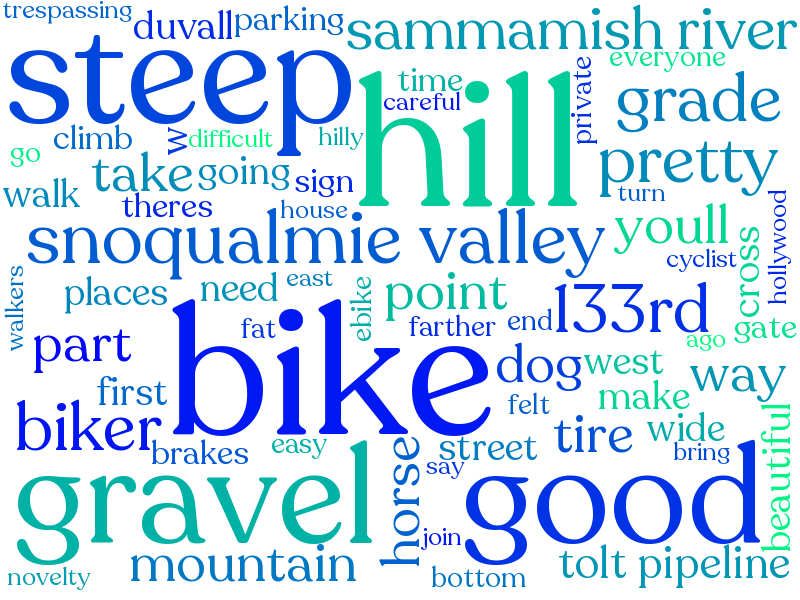 trespassing
duvall
parking
sammamish river
steep
hill
time
careful
private
everyone
grade
go
climb
w
difficult
hilly
pretty
walk
take
going
sign
theres
house
turn
snoqualmie valley
youll
cyclist
cross
hollywood
walkers
places
need
east
ebike
point
l33rd
part
bike
fat
farther
end
ago
gate
dog
west
way
first
felt
make
biker
brakes
easy
horse
street
say
tire
wide
bring
beautiful
gravel
good
join
novelty
mountain
bottom
tolt pipeline